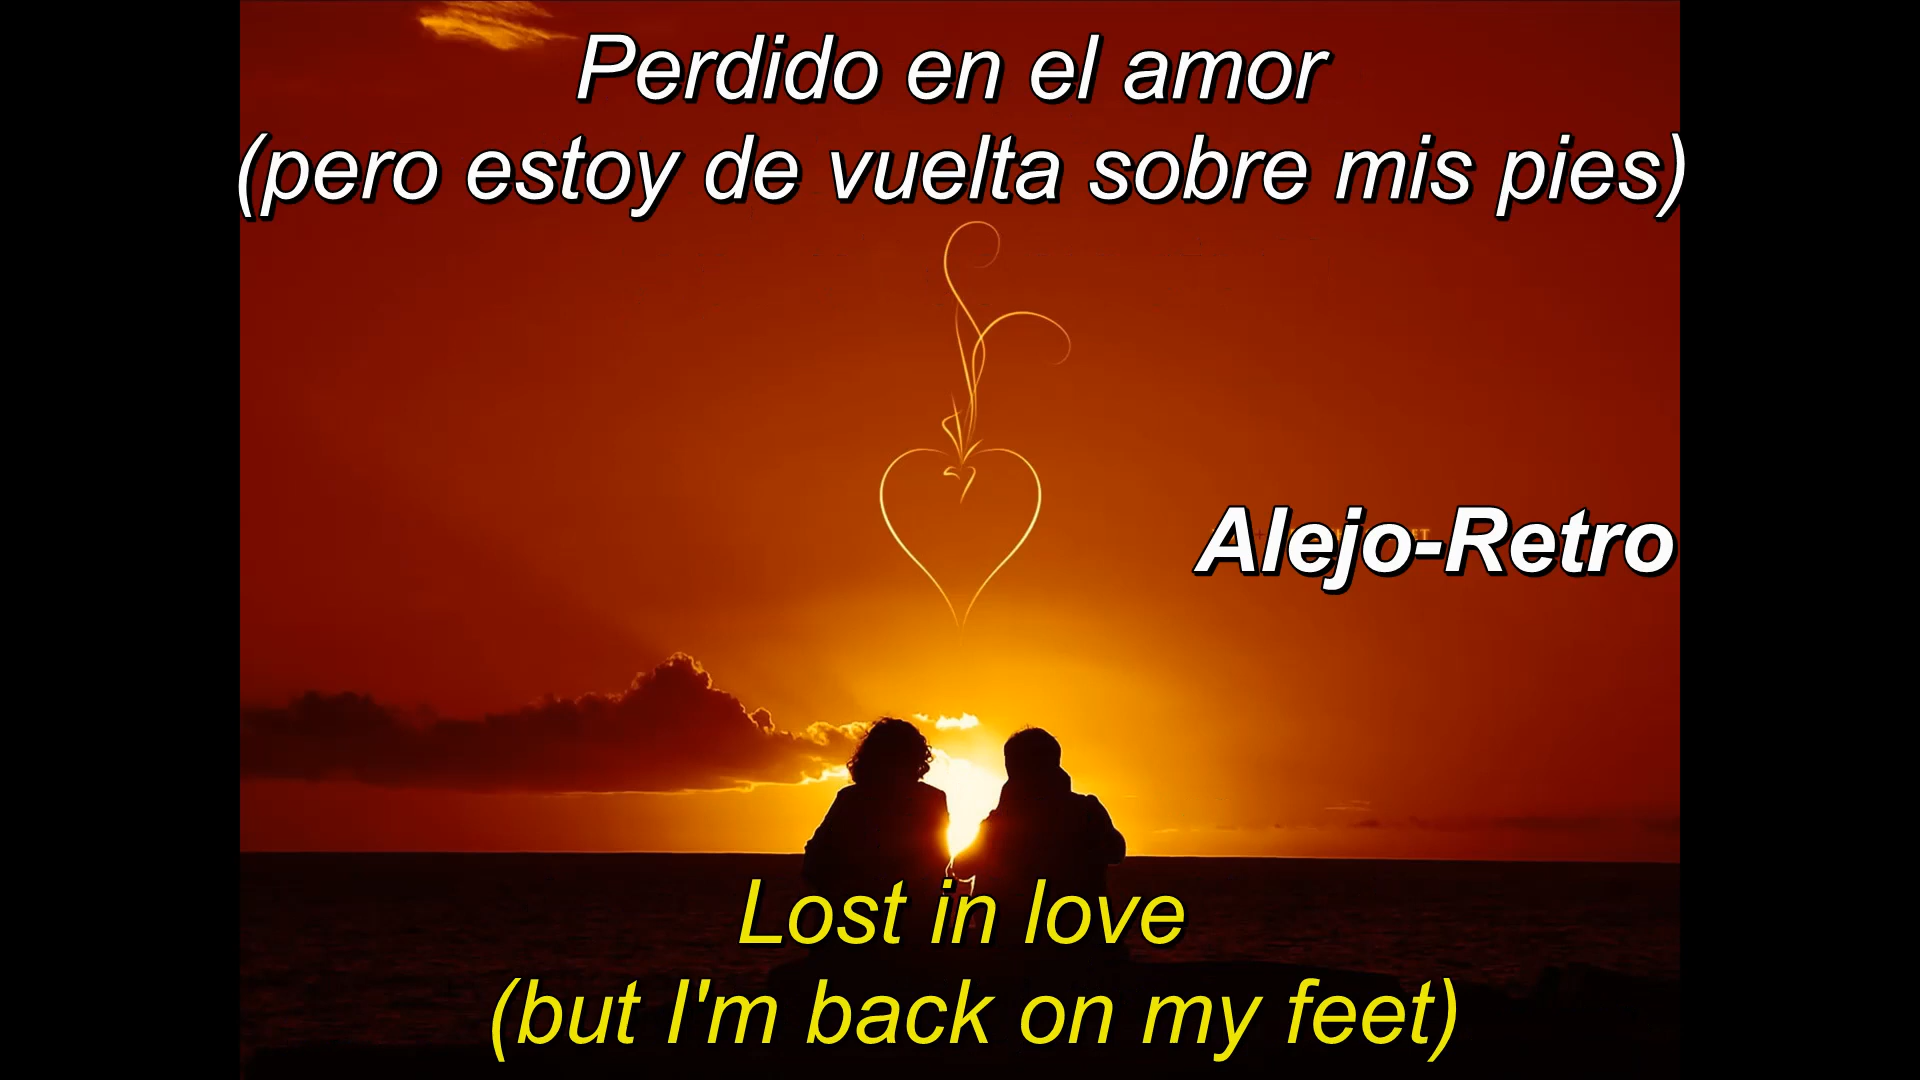 Perdido en el amor
(pero estoy de vuelta sobre mis pies)
Alejo-Retro
Lost in love
(but I'm back on my feet)